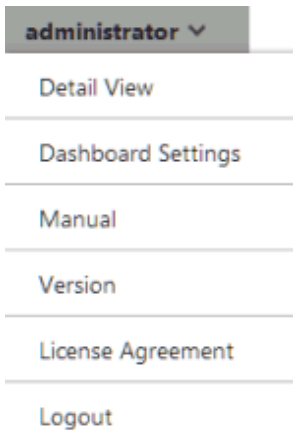 administrator
Detail View
Dashboard Settings
Manual
Version
License Agreement
Logout